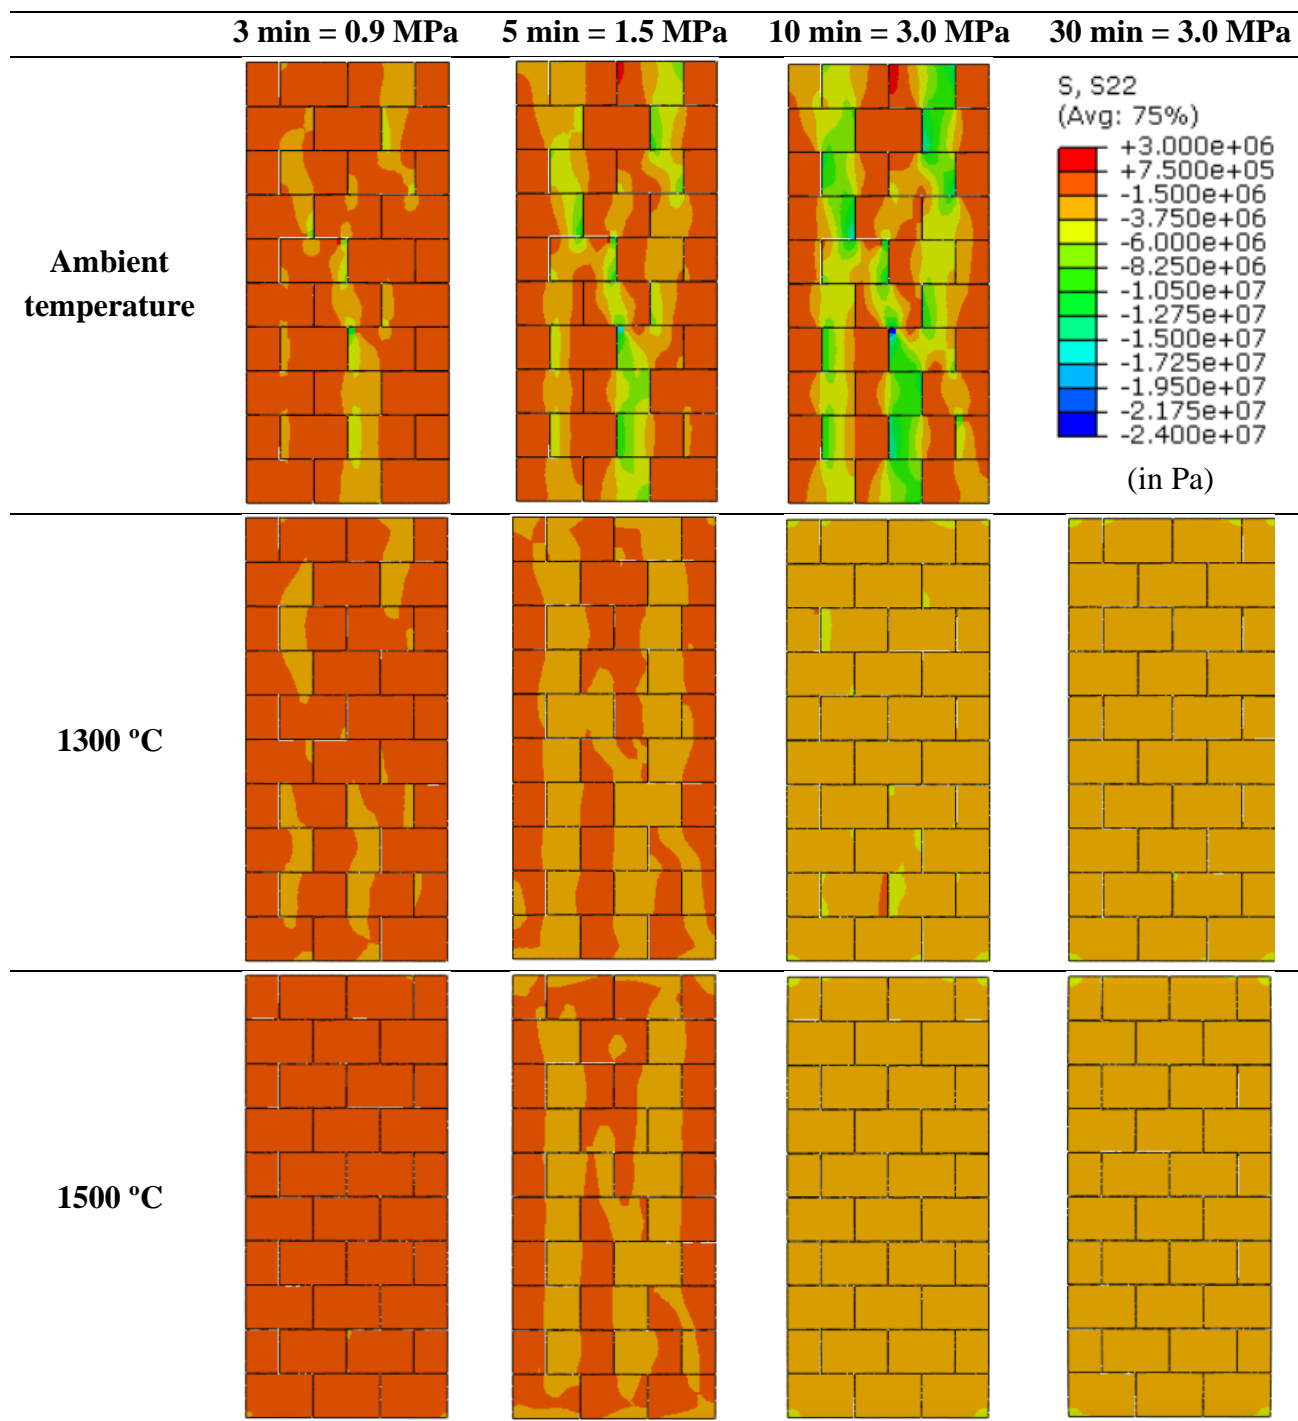 3 min = 0.9 MPa 5 min = 1.5 MPa 10 min = 3.0 MPa 30 min = 3.0 MPa
S, S22
(Avg: 75%)
+3.000e+06
+7.500e+05
-1.500e+06
-3.750e+06
-6.000e+06
-8.250e+06
-1.050e+07
-1.275e+07
-1.500e+07
-1.725e+07
-1.950e+07
-2.175e+07
-2.400e+07
(in Pa)
Ambient
temperature
1300 ºC
1500 ºC